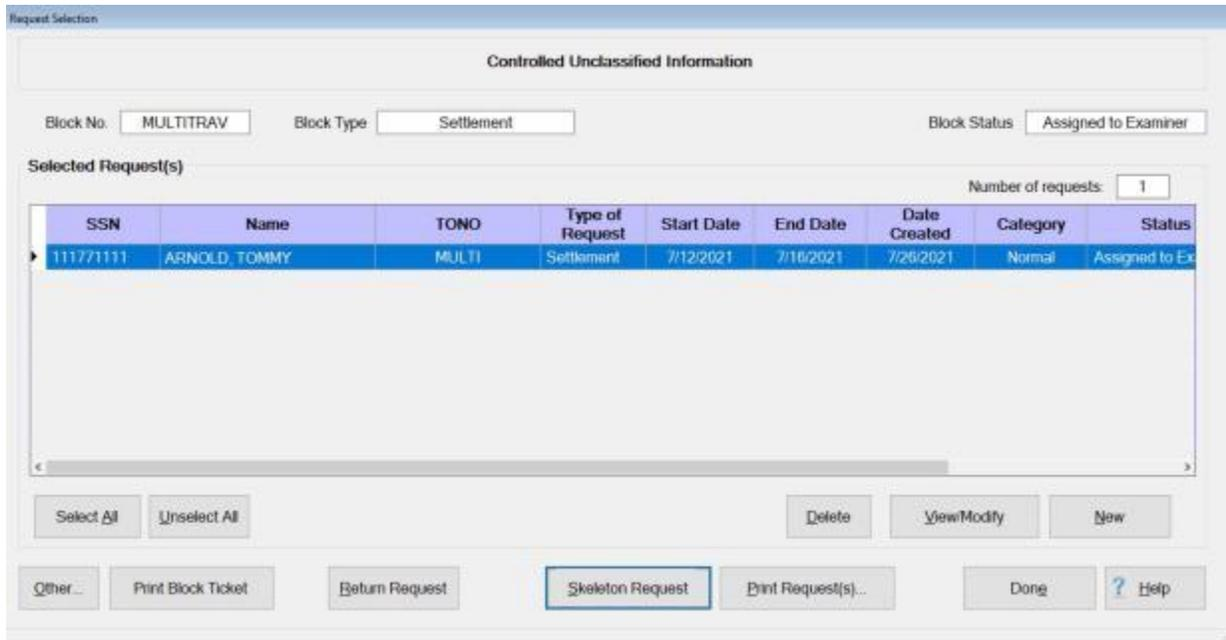 Request Selection
Controlled Unclassified Information
Block No. MULTITRAV Block Type Settlement Block Status Assigned to Examiner
Selected Request(s)
Number of requests: 1
SSN Name TONO Type of Request Start Date End Date Date Created Category Status
111771111 ARNOLD, TOMMY MULTI Settlement 7/12/2021 7/16/2021 7/26/2021 Normal Assigned to Ex
Select All Unselect All Delete View/Modify New
Other... Print Block Ticket Return Request Skeleton Request Print Request(s)... Done ? Help